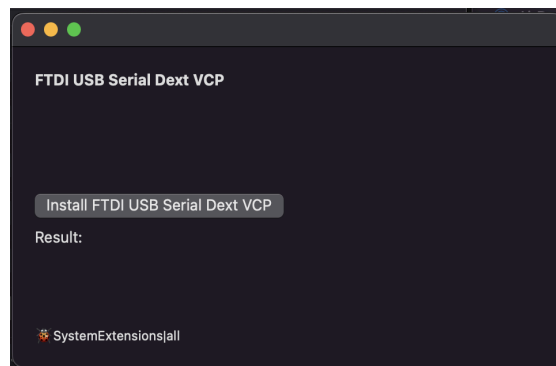 FTDI USB Serial Dext VCP
Install FTDI USB Serial Dext VCP
Result:
🐞 SystemExtensions|all